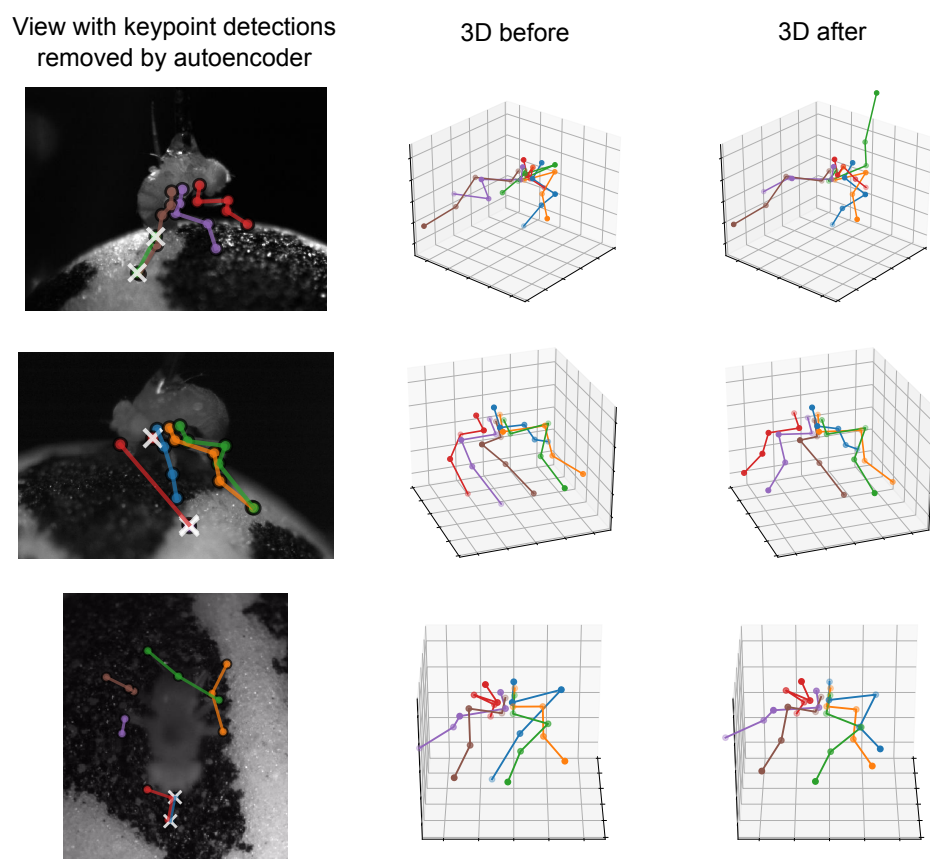 View with keypoint detections
removed by autoencoder
3D before
3D after